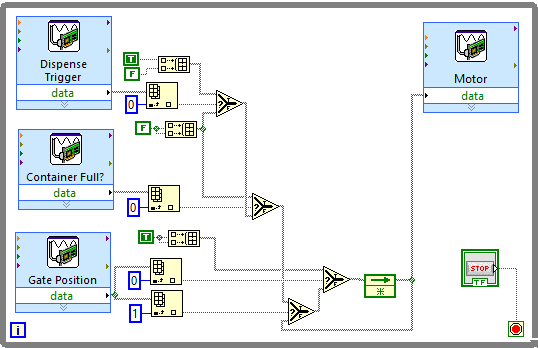 Dispense
Trigger
data
T
F
0
F
Container Full?
data
0
T
Gate Position
data
0
1
? T F
? T F
? T F
? T F
Motor
data
STOP
TF
i